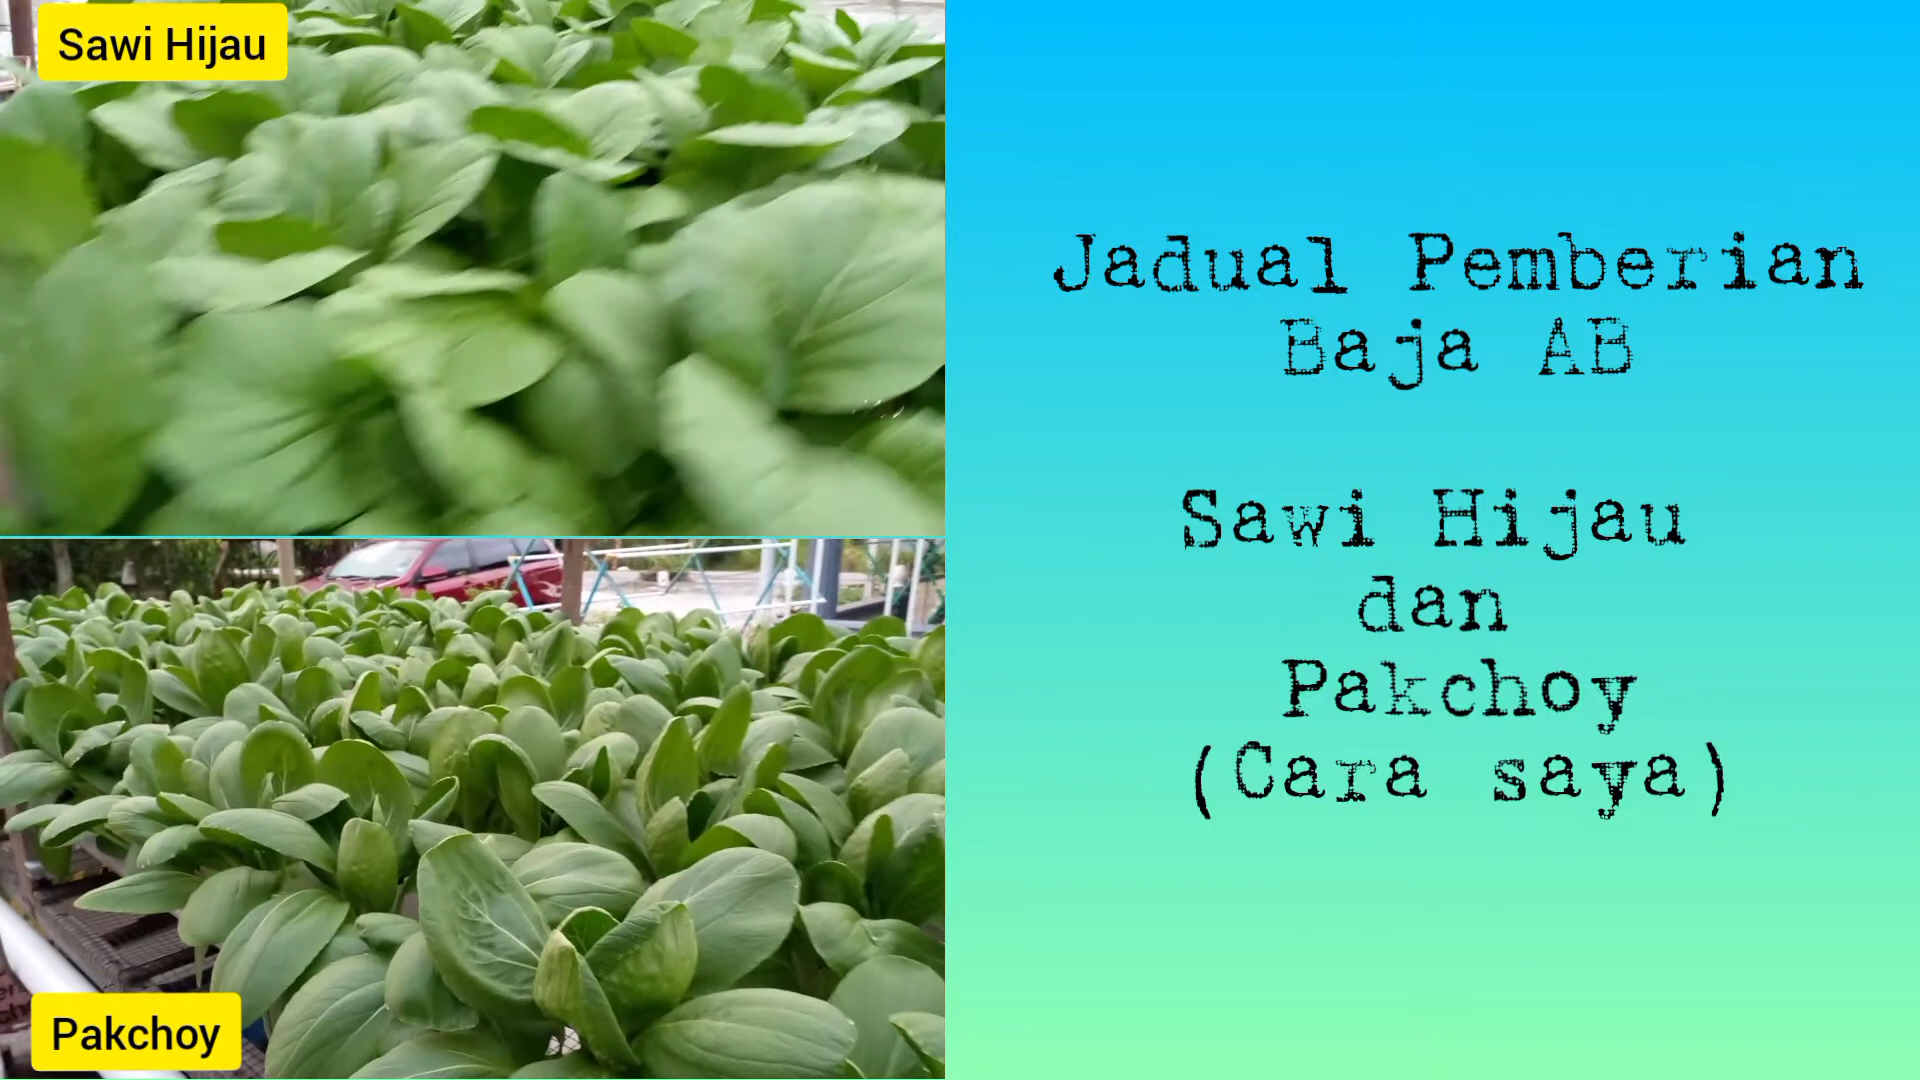 Sawi Hijau
Pakchoy
Jadual Pemberian
Baja AB
Sawi Hijau
dan
Pakchoy
(Cara saya)